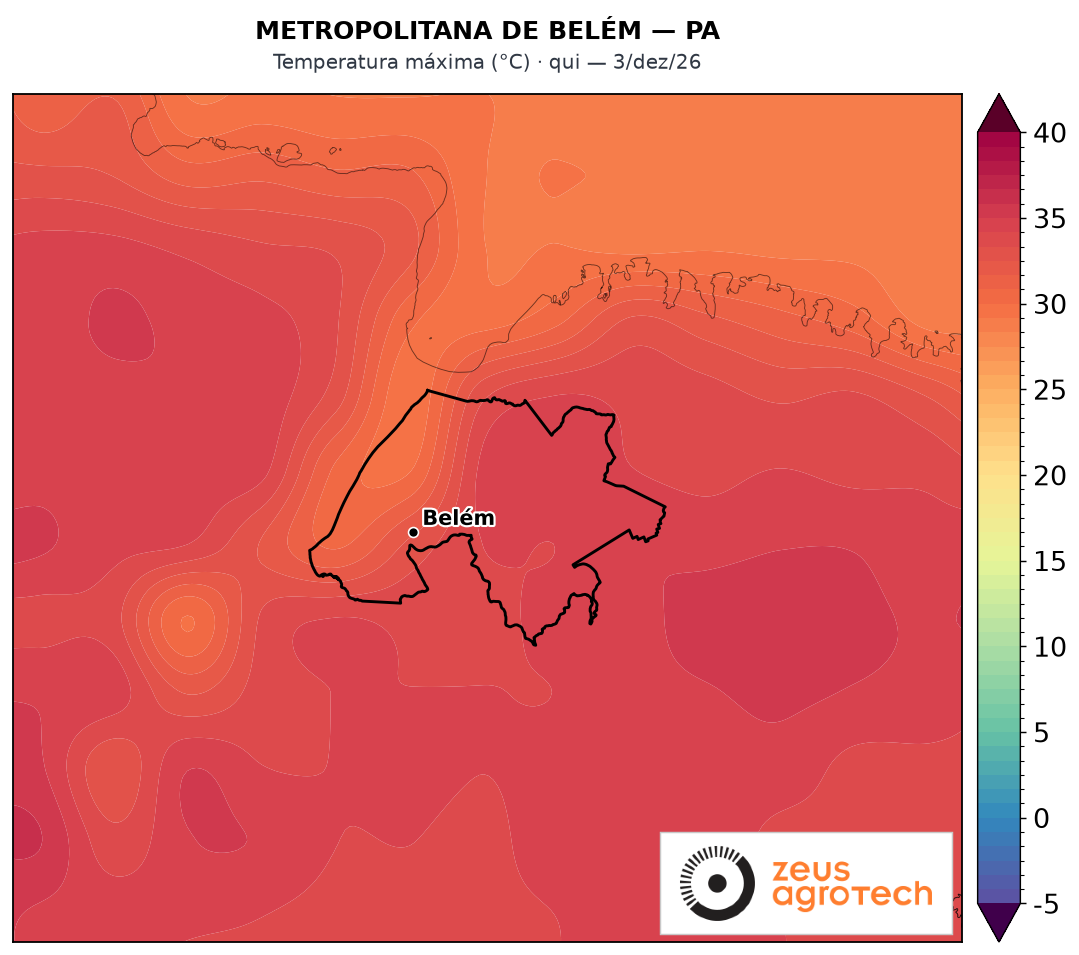 METROPOLITANA DE BELÉM — PA
Temperatura máxima (°C) · qui — 3/dez/26
40
35
30
25
20
15
10
5
0
-5
Belém
zeus
agrotech